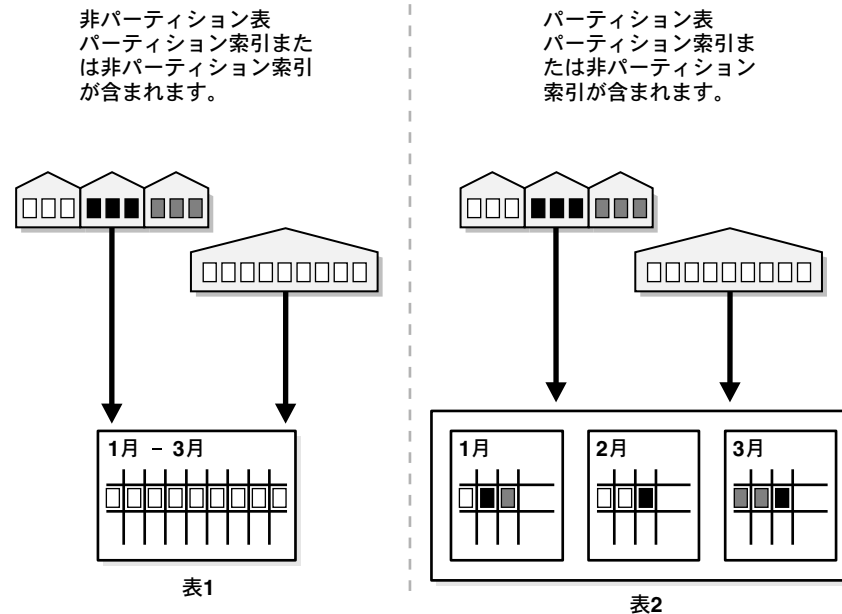 非パーティション表
パーティション索引また
は非パーティション索引
が含まれます。
パーティション表
パーティション索引ま
たは非パーティション
索引が含まれます。
1月 － 3月
表1
1月
2月
3月
表2